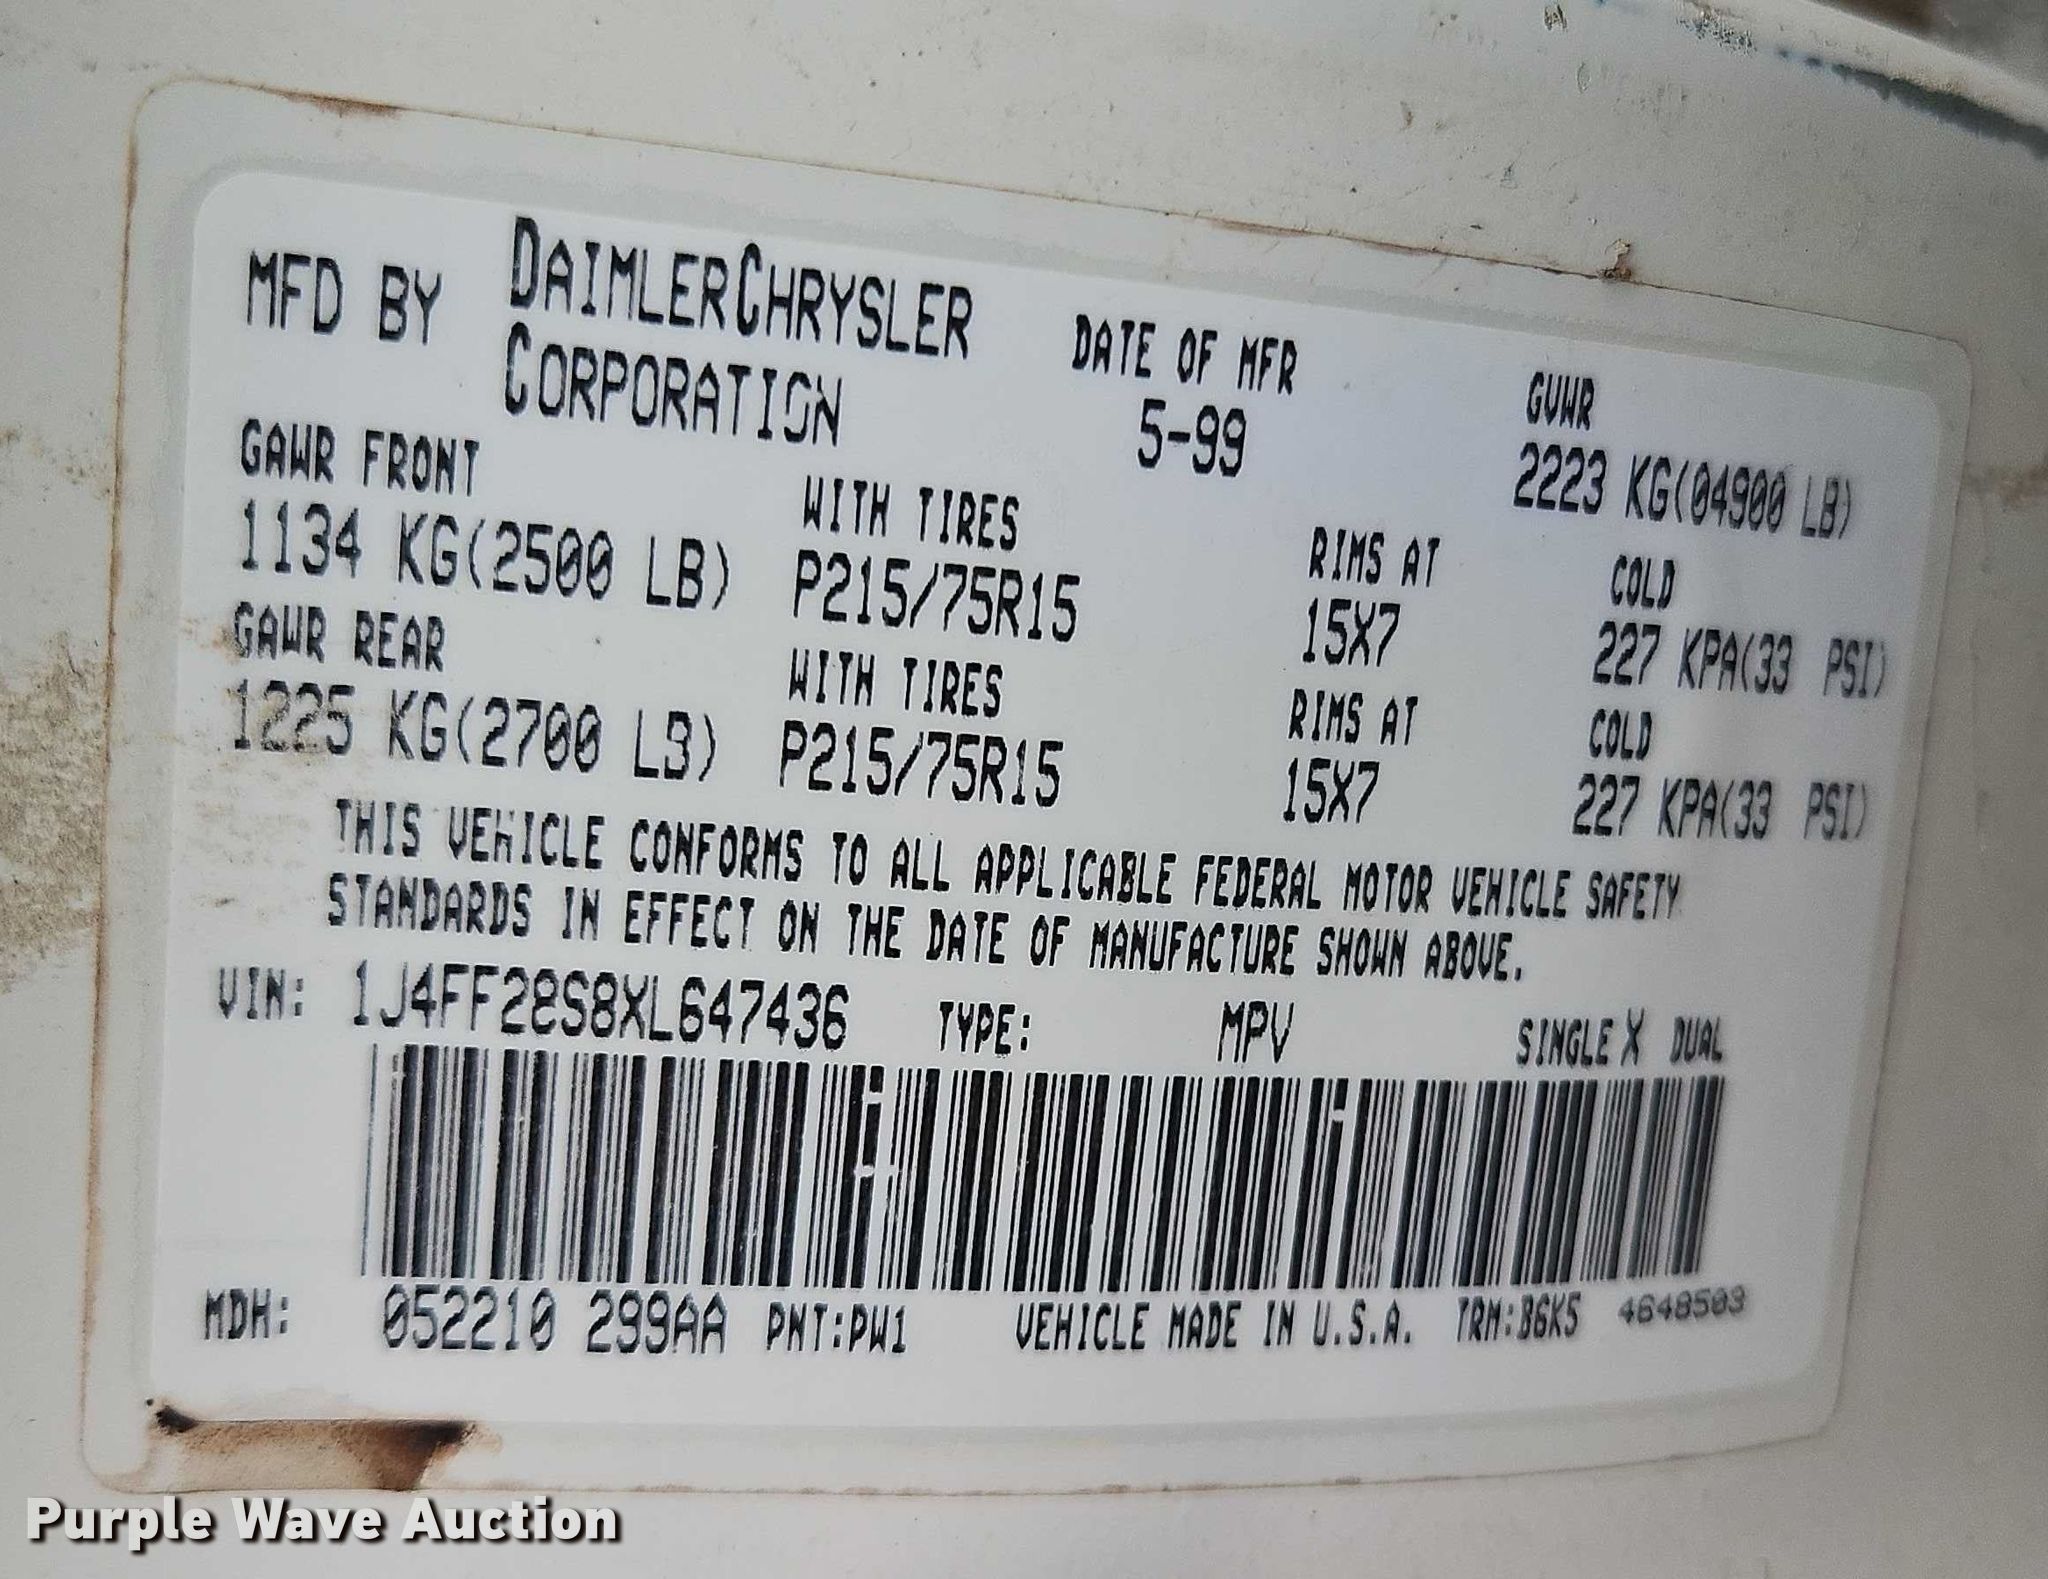 MFD BY DAIMLERCHRYSLER CORPORATION DATE OF MFR 5-99 GVWR 2223 KG(04900 LB)
GAWR FRONT WITH TIRES RIMS AT COLD
1134 KG(2500 LB) P215/75R15 15X7 227 KPA(33 PSI)
GAWR REAR WITH TIRES RIMS AT COLD
1225 KG(2700 LB) P215/75R15 15X7 227 KPA(33 PSI)
THIS VEHICLE CONFORMS TO ALL APPLICABLE FEDERAL MOTOR VEHICLE SAFETY
STANDARDS IN EFFECT ON THE DATE OF MANUFACTURE SHOWN ABOVE.
VIN: 1J4FF28S8XL647436 TYPE: MPV SINGLE X DUAL
MDH: 052210 299AA PNT:PW1 VEHICLE MADE IN U.S.A. TRM:B6K5 4648503
Purple Wave Auction